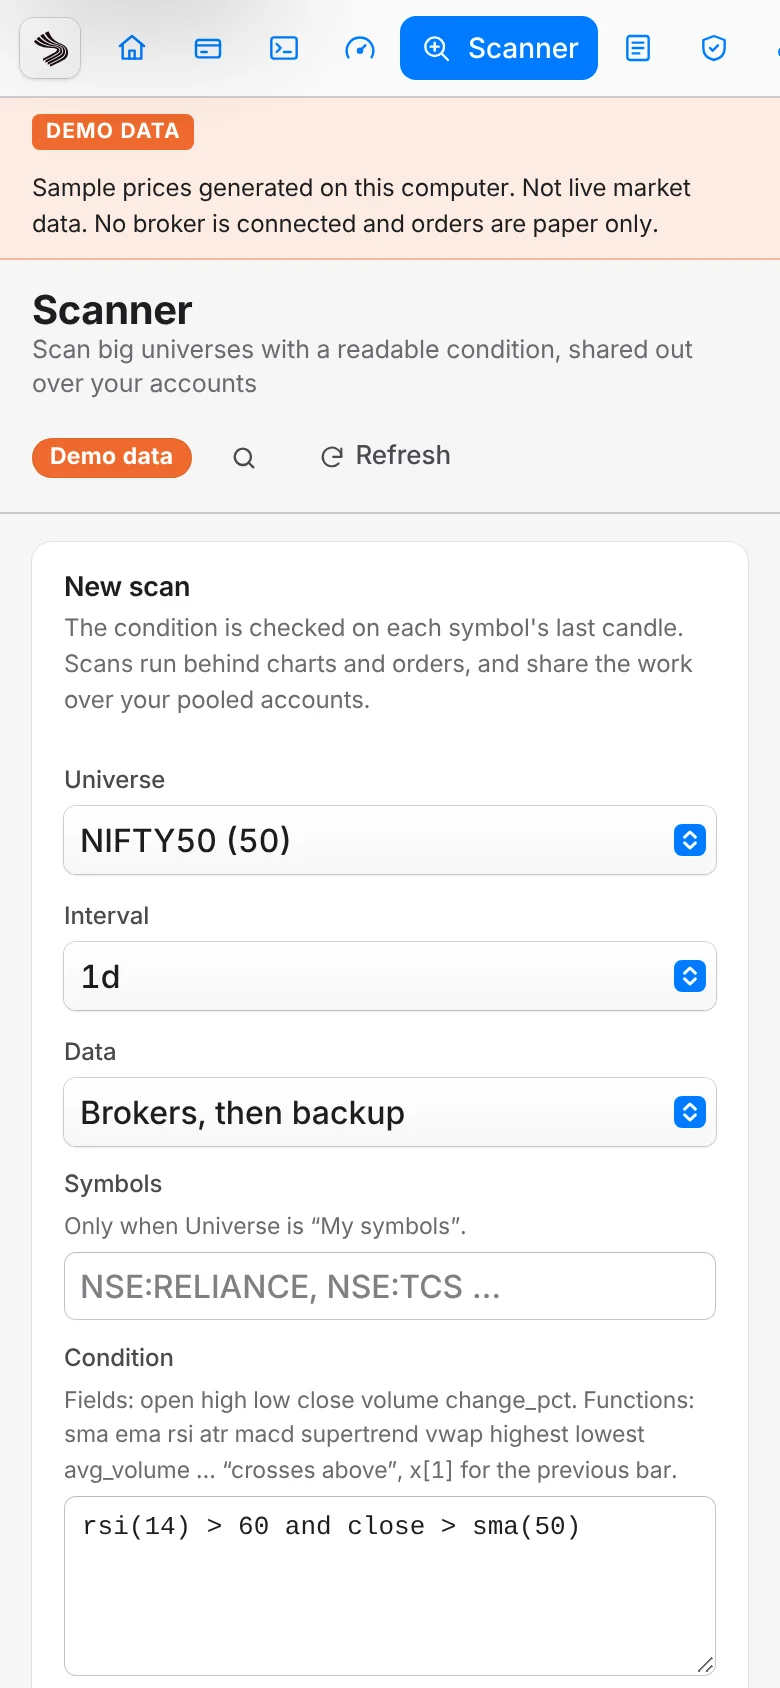 Scanner
DEMO DATA
Sample prices generated on this computer. Not live market
data. No broker is connected and orders are paper only.
Scanner
Scan big universes with a readable condition, shared out
over your accounts
Demo data
Refresh
New scan
The condition is checked on each symbol's last candle.
Scans run behind charts and orders, and share the work
over your pooled accounts.
Universe
NIFTY50 (50)
Interval
1d
Data
Brokers, then backup
Symbols
Only when Universe is “My symbols”.
NSE:RELIANCE, NSE:TCS ...
Condition
Fields: open high low close volume change_pct. Functions:
sma ema rsi atr macd supertrend vwap highest lowest
avg_volume ... “crosses above”, x[1] for the previous bar.
rsi(14) > 60 and close > sma(50)